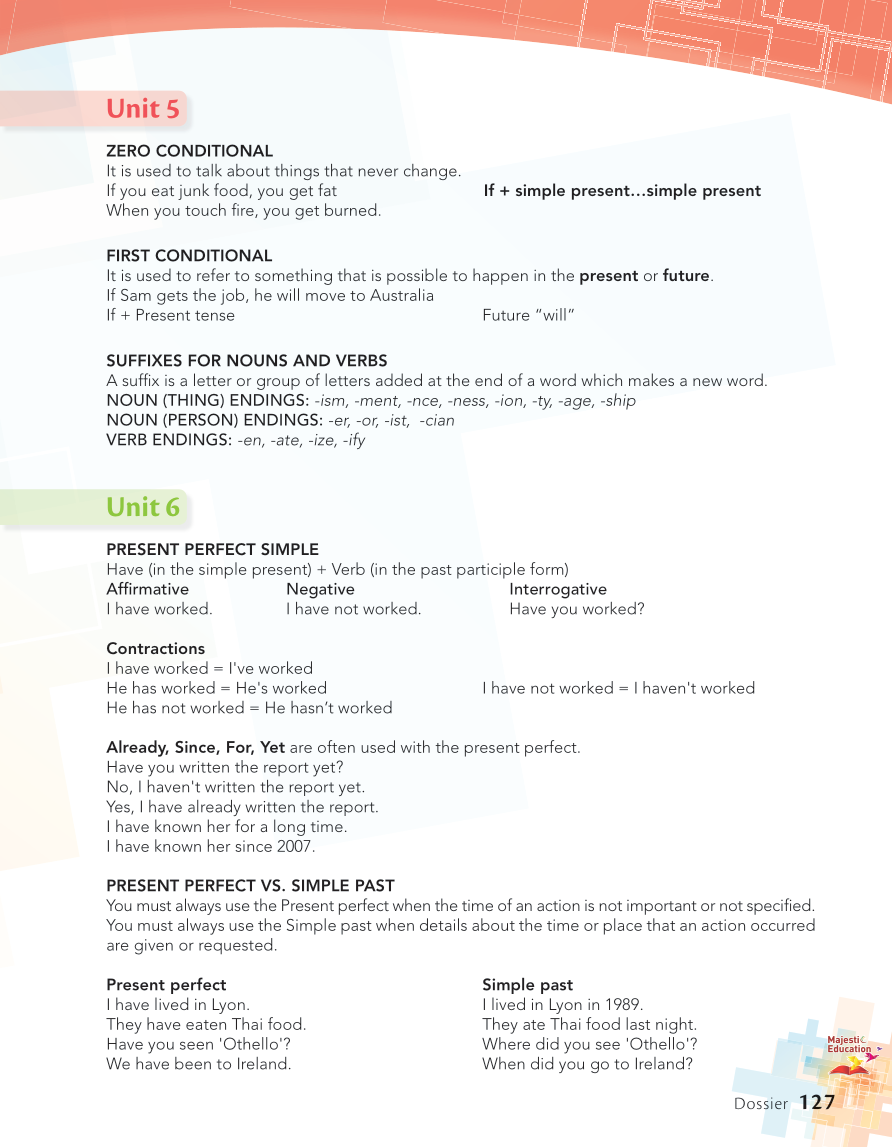 Unit 5
ZERO CONDITIONAL
It is used to talk about things that never change.
If you eat junk food, you get fat If + simple present…simple present
When you touch fire, you get burned.
FIRST CONDITIONAL
It is used to refer to something that is possible to happen in the present or future.
If Sam gets the job, he will move to Australia
If + Present tense Future “will”
SUFFIXES FOR NOUNS AND VERBS
A suffix is a letter or group of letters added at the end of a word which makes a new word.
NOUN (THING) ENDINGS: -ism, -ment, -nce, -ness, -ion, -ty, -age, -ship
NOUN (PERSON) ENDINGS: -er, -or, -ist, -cian
VERB ENDINGS: -en, -ate, -ize, -ify
Unit 6
PRESENT PERFECT SIMPLE
Have (in the simple present) + Verb (in the past participle form)
Affirmative Negative Interrogative
I have worked. I have not worked. Have you worked?
Contractions
I have worked = I've worked
He has worked = He's worked I have not worked = I haven't worked
He has not worked = He hasn’t worked
Already, Since, For, Yet are often used with the present perfect.
Have you written the report yet?
No, I haven't written the report yet.
Yes, I have already written the report.
I have known her for a long time.
I have known her since 2007.
PRESENT PERFECT VS. SIMPLE PAST
You must always use the Present perfect when the time of an action is not important or not specified.
You must always use the Simple past when details about the time or place that an action occurred
are given or requested.
Present perfect Simple past
I have lived in Lyon. I lived in Lyon in 1989.
They have eaten Thai food. They ate Thai food last night.
Have you seen 'Othello'? Where did you see 'Othello'?
We have been to Ireland. When did you go to Ireland?
Majestic
Education
Dossier 127